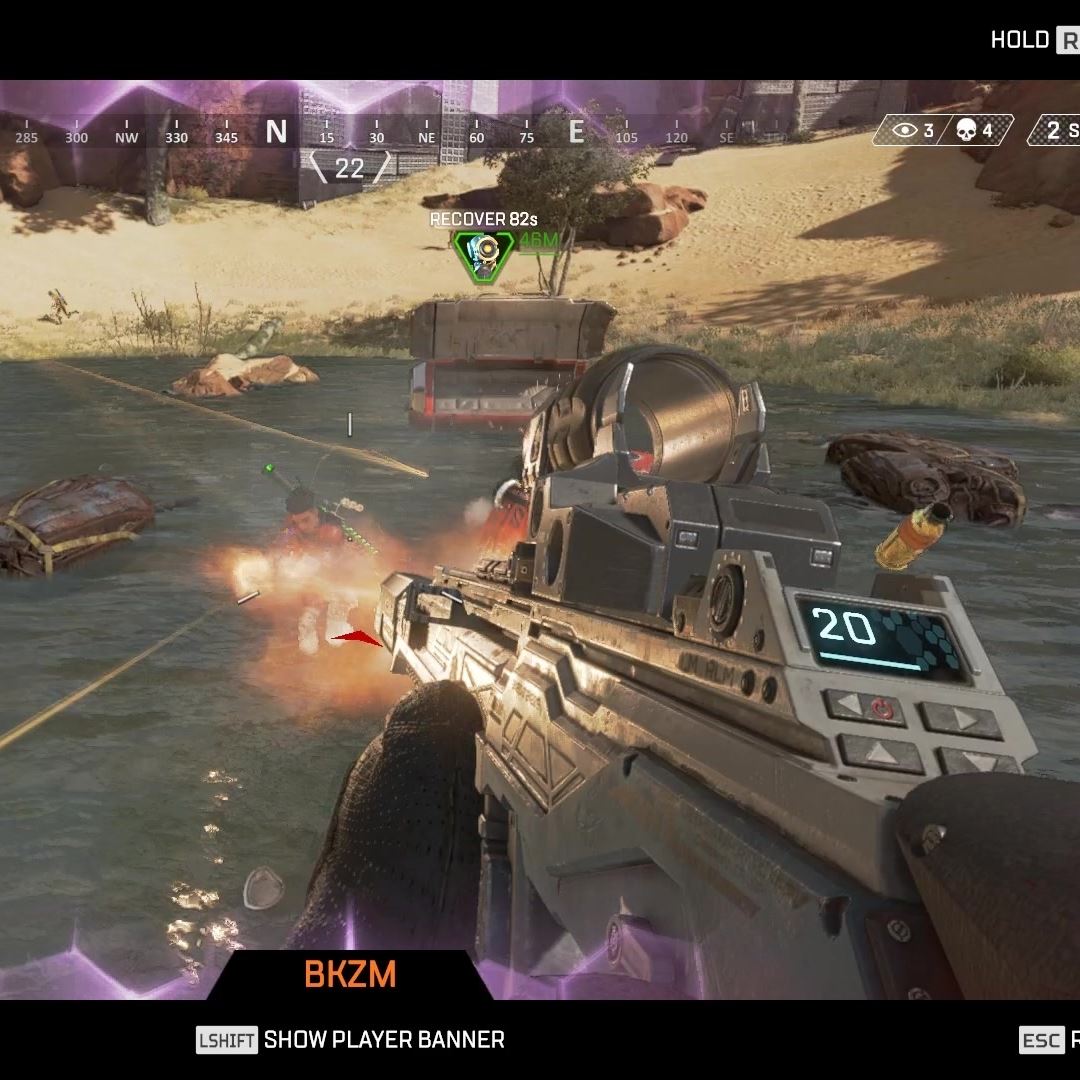 HOLD R
285 300 NW 330 345 N 15 30 NE 60 75 E 105 120 SE 150
3 4 2 S
22
RECOVER 82s
46M
20
BKZM
LSHIFT SHOW PLAYER BANNER
ESC R